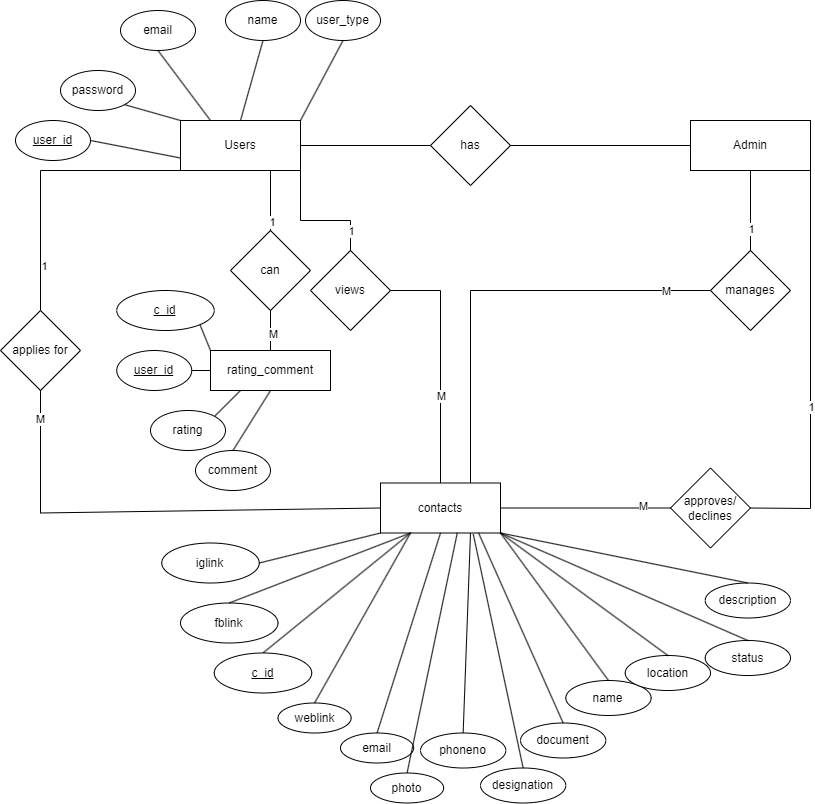 name
user_type
email
password
user_id
Users
has
Admin
1
1
1
can
1
views
M
manages
c_id
M
applies for
user_id
rating_comment
M
1
M
rating
comment
contacts
M
approves/
declines
iglink
description
fblink
status
c_id
location
name
weblink
document
email
phoneno
photo
designation